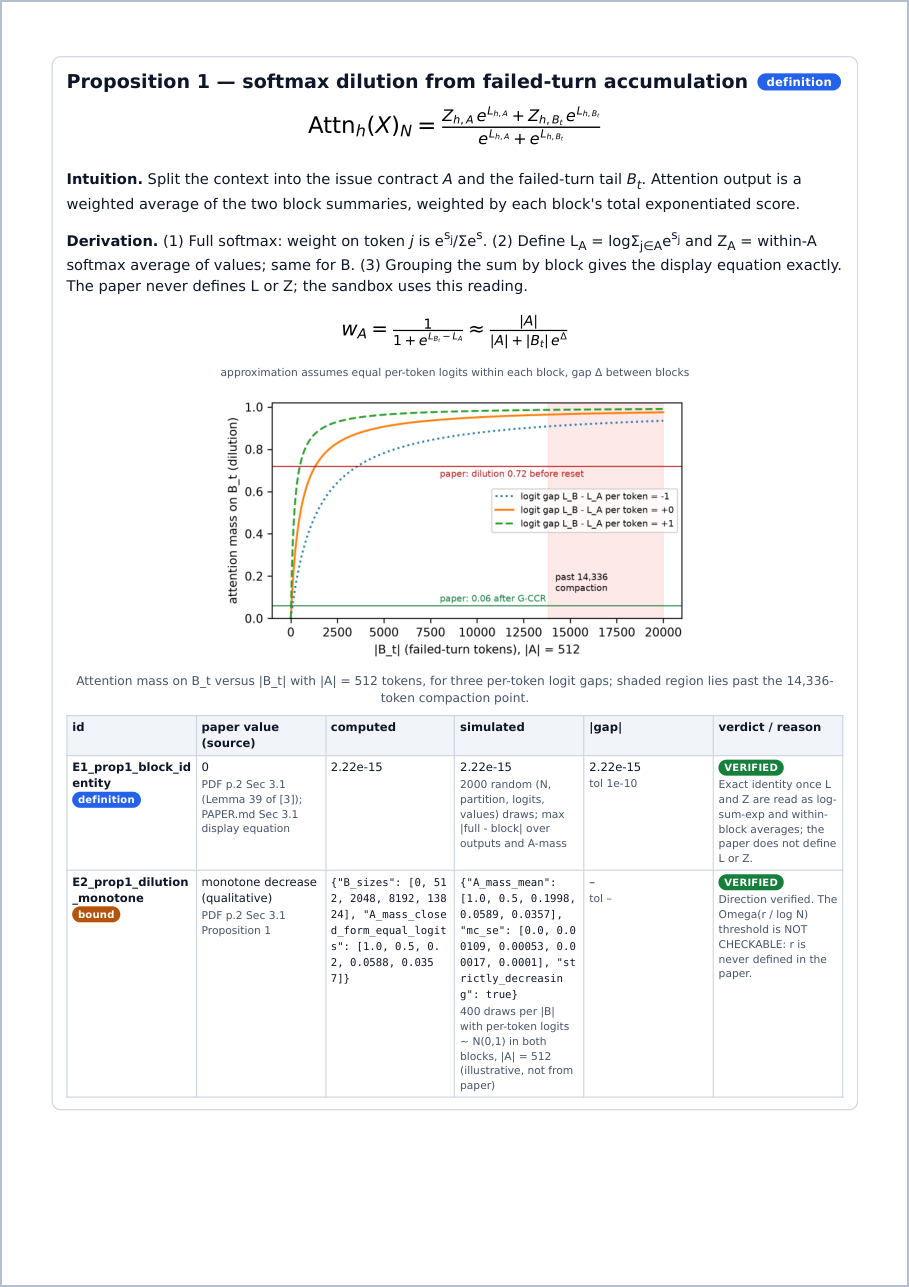 Proposition 1 — softmax dilution from failed-turn accumulation definition
Attn_h(X)_N = (Z_{h,A} e^{L_{h,A}} + Z_{h,B_t} e^{L_{h,B_t}}) / (e^{L_{h,A}} + e^{L_{h,B_t}})
Intuition. Split the context into the issue contract A and the failed-turn tail B_t. Attention output is a
weighted average of the two block summaries, weighted by each block's total exponentiated score.
Derivation. (1) Full softmax: weight on token j is e^{s_j}/Σe^s. (2) Define L_A = logΣ_{j∈A}e^{s_j} and Z_A = within-A
softmax average of values; same for B. (3) Grouping the sum by block gives the display equation exactly.
The paper never defines L or Z; the sandbox uses this reading.
w_A = 1 / (1 + e^{L_{B_t} − L_A}) ≈ |A| / (|A| + |B_t| e^Δ)
approximation assumes equal per-token logits within each block, gap Δ between blocks
attention mass on B_t (dilution)
1.0
0.8
0.6
0.4
0.2
0.0
paper: dilution 0.72 before reset
logit gap L_B - L_A per token = -1
logit gap L_B - L_A per token = +0
logit gap L_B - L_A per token = +1
past 14,336
compaction
paper: 0.06 after G-CCR
0 2500 5000 7500 10000 12500 15000 17500 20000
|B_t| (failed-turn tokens), |A| = 512
Attention mass on B_t versus |B_t| with |A| = 512 tokens, for three per-token logit gaps; shaded region lies past the 14,336-
token compaction point.
id
paper value
(source)
computed
simulated
|gap|
verdict / reason
E1_prop1_block_id
entity
definition
0
PDF p.2 Sec 3.1
(Lemma 39 of [3]);
PAPER.md Sec 3.1
display equation
2.22e-15
2.22e-15
2000 random (N,
partition, logits,
values) draws; max
|full - block| over
outputs and A-mass
2.22e-15
tol 1e-10
VERIFIED
Exact identity once L
and Z are read as log-
sum-exp and within-
block averages; the
paper does not define
L or Z.
E2_prop1_dilution
_monotone
bound
monotone decrease
(qualitative)
PDF p.2 Sec 3.1
Proposition 1
{"B_sizes": [0, 51
2, 2048, 8192, 138
24], "A_mass_close
d_form_equal_logit
s": [1.0, 0.5, 0.
2, 0.0588, 0.035
7]}
{"A_mass_mean":
[1.0, 0.5, 0.1998,
0.0589, 0.0357],
"mc_se": [0.0, 0.0
0109, 0.00053, 0.0
0017, 0.0001], "st
rictly_decreasin
g": true}
400 draws per |B|
with per-token logits
~ N(0,1) in both
blocks, |A| = 512
(illustrative, not from
paper)
–
tol –
VERIFIED
Direction verified. The
Omega(r / log N)
threshold is NOT
CHECKABLE: r is
never defined in the
paper.